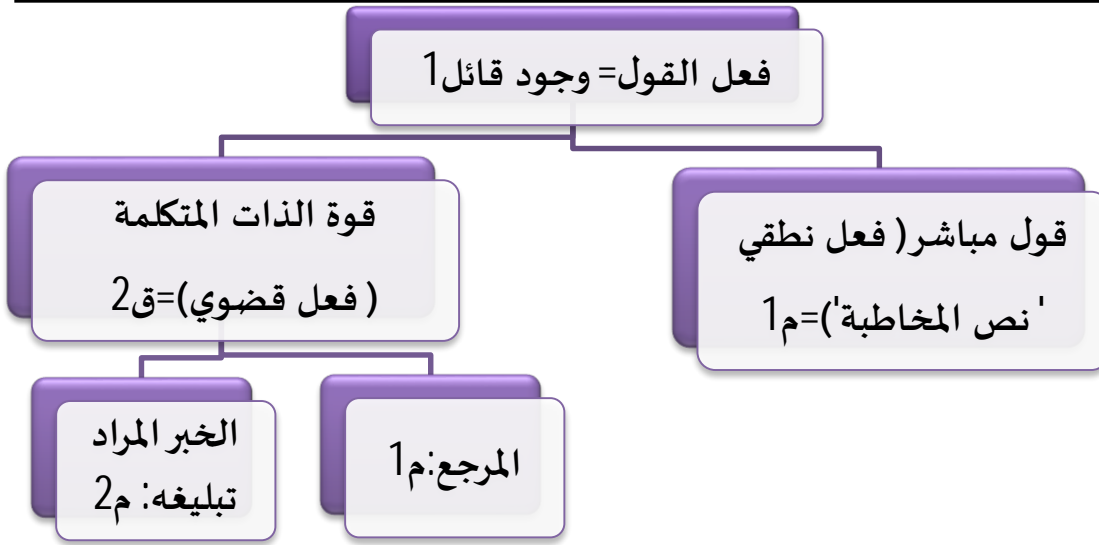 فعل القول= وجود قائل1
قول مباشر( فعل نطقي
'نص المخاطبة')=م1
قوة الذات المتكلمة
( فعل قضوي)=ق2
المرجع:م1
الخبر المراد
تبليغه: م2